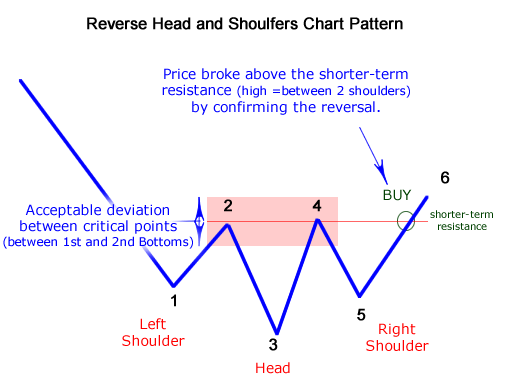 Reverse Head and Shoulfers Chart Pattern
Price broke above the shorter-term
resistance (high =between 2 shoulders)
by confirming the reversal.
6
BUY
2
4
Acceptable deviation
between critical points
(between 1st and 2nd Bottoms)
shorter-term
resistance
1
5
Left
Shoulder
3
Right
Shoulder
Head